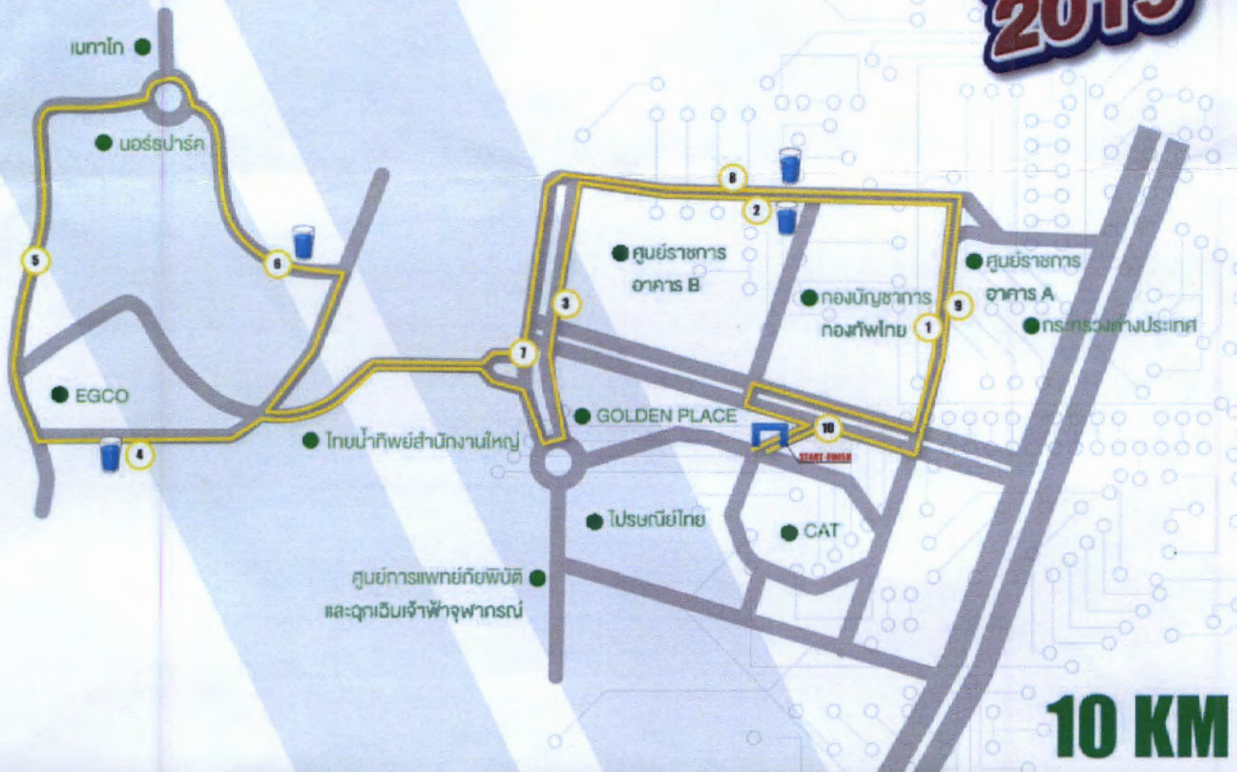 2019
เบทาโก
นอร์ธปาร์ค
8
2
5
6
ศูนย์ราชการ
อาคาร B
ศูนย์ราชการ
อาคาร A
3
กองบัญชาการ
กองทัพไทย
1
9
กระทรวงต่างประเทศ
7
EGCO
GOLDEN PLACE
10
START-FINISH
4
ไทยน้ำทิพย์สำนักงานใหญ่
ไปรษณีย์ไทย
CAT
ศูนย์การแพทย์ภัยพิบัติ
และฉุกเฉินเจ้าฟ้าจุฬาภรณ์
10 KM